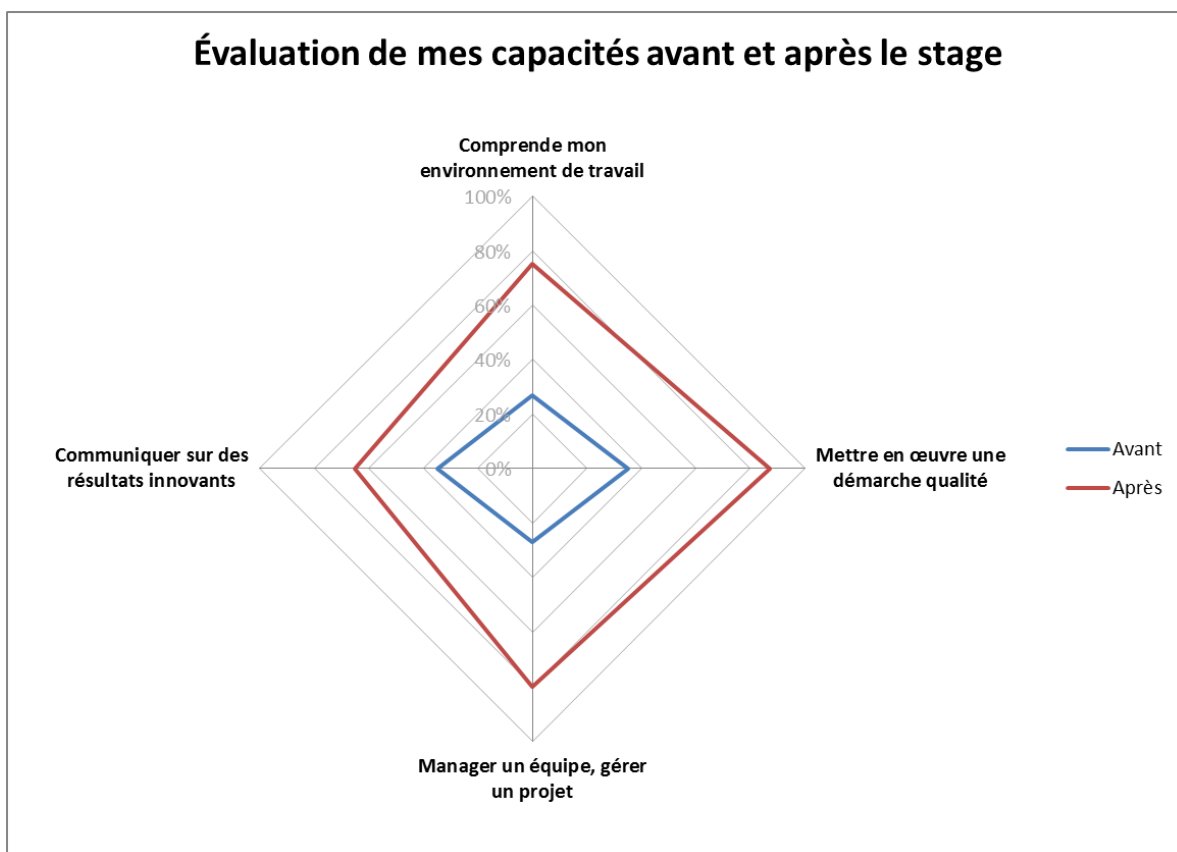 Évaluation de mes capacités avant et après le stage
Comprende mon
environnement de travail
100%
80%
60%
40%
20%
0%
Communiquer sur des
résultats innovants
Mettre en œuvre une
démarche qualité
Avant
Après
Manager un équipe, gérer
un projet